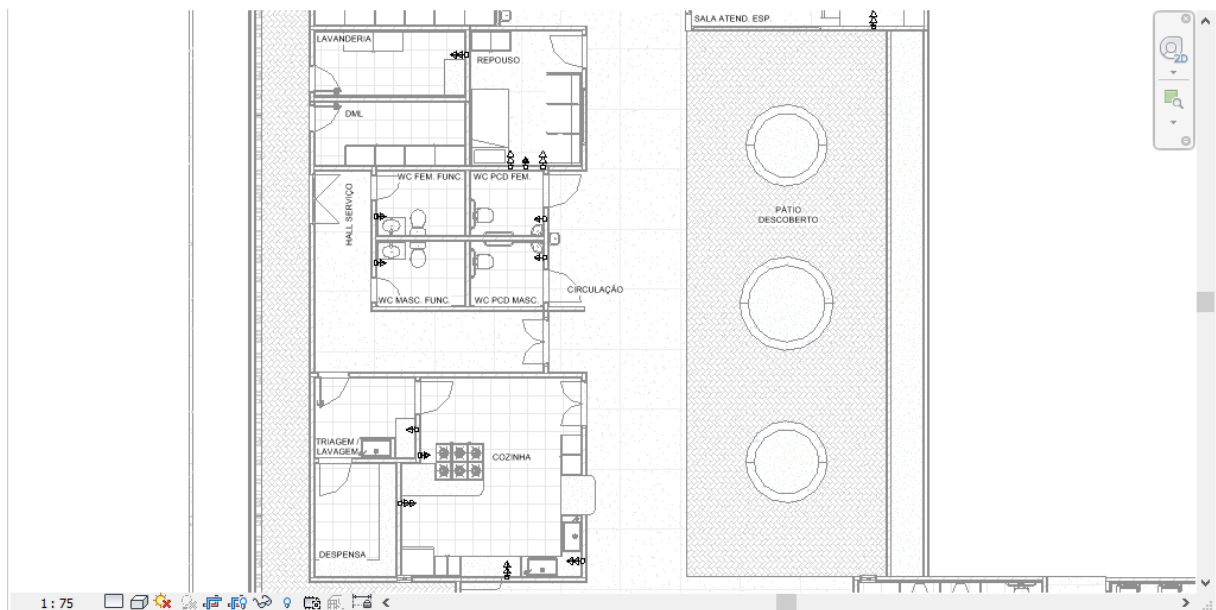 SALA ATEND. ESP.
LAVANDERIA
REPOUSO
2D
DML
WC FEM. FUNC.
WC PCD FEM.
HALL SERVIÇO
PÁTIO
DESCOBERTO
CIRCULAÇÃO
WC MASC. FUNC.
WC PCD MASC.
TRIAGEM /
LAVAGEM
COZINHA
DESPENSA
1 : 75